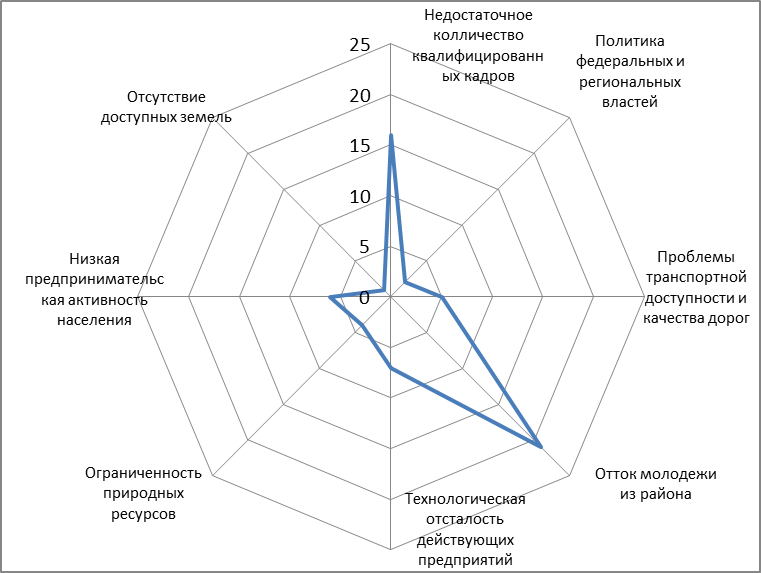 Недостаточное
колличество
квалифицированн
ых кадров
Политика
федеральных и
региональных
властей
Проблемы
транспортной
доступности и
качества дорог
Отток молодежи
из района
Технологическая
отсталость
действующих
предприятий
Ограниченность
природных
ресурсов
Низкая
предпринимательс
кая активность
населения
Отсутствие
доступных земель
25
20
15
10
5
0